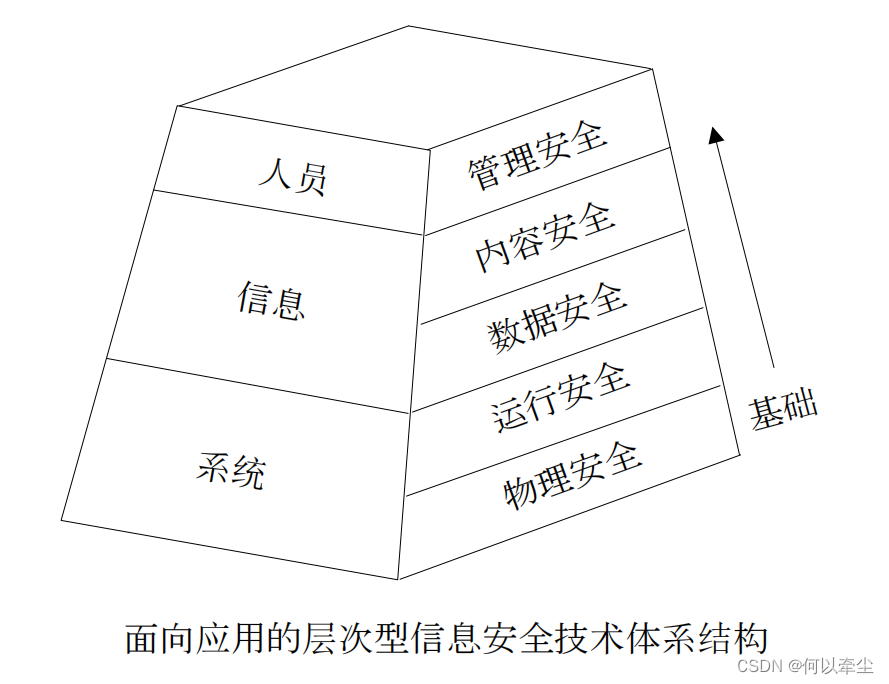 人员
信息
系统
管理安全
内容安全
数据安全
运行安全
物理安全
基础
面向应用的层次型信息安全技术体系结构
CSDN @何以牵尘